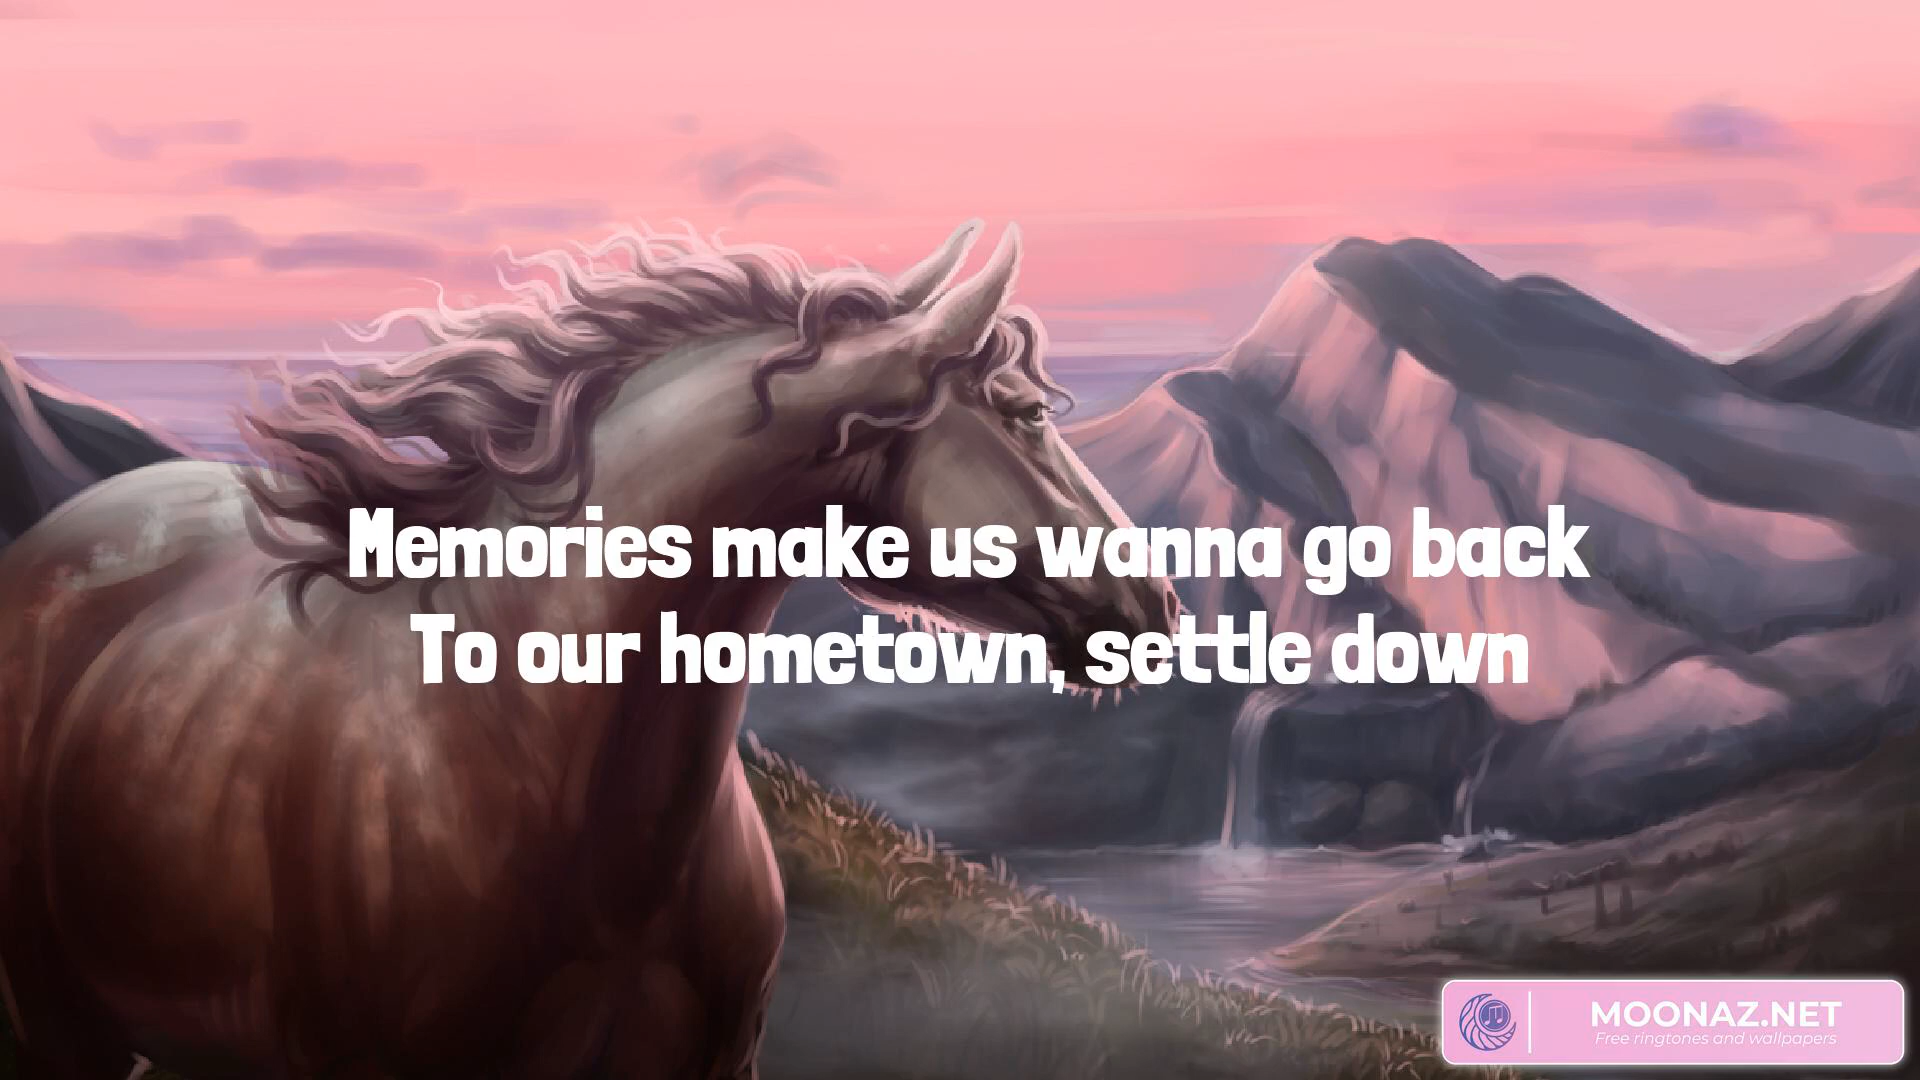 Memories make us wanna go back
To our hometown, settle down
MOONAZ.NET
Free ringtones and wallpapers